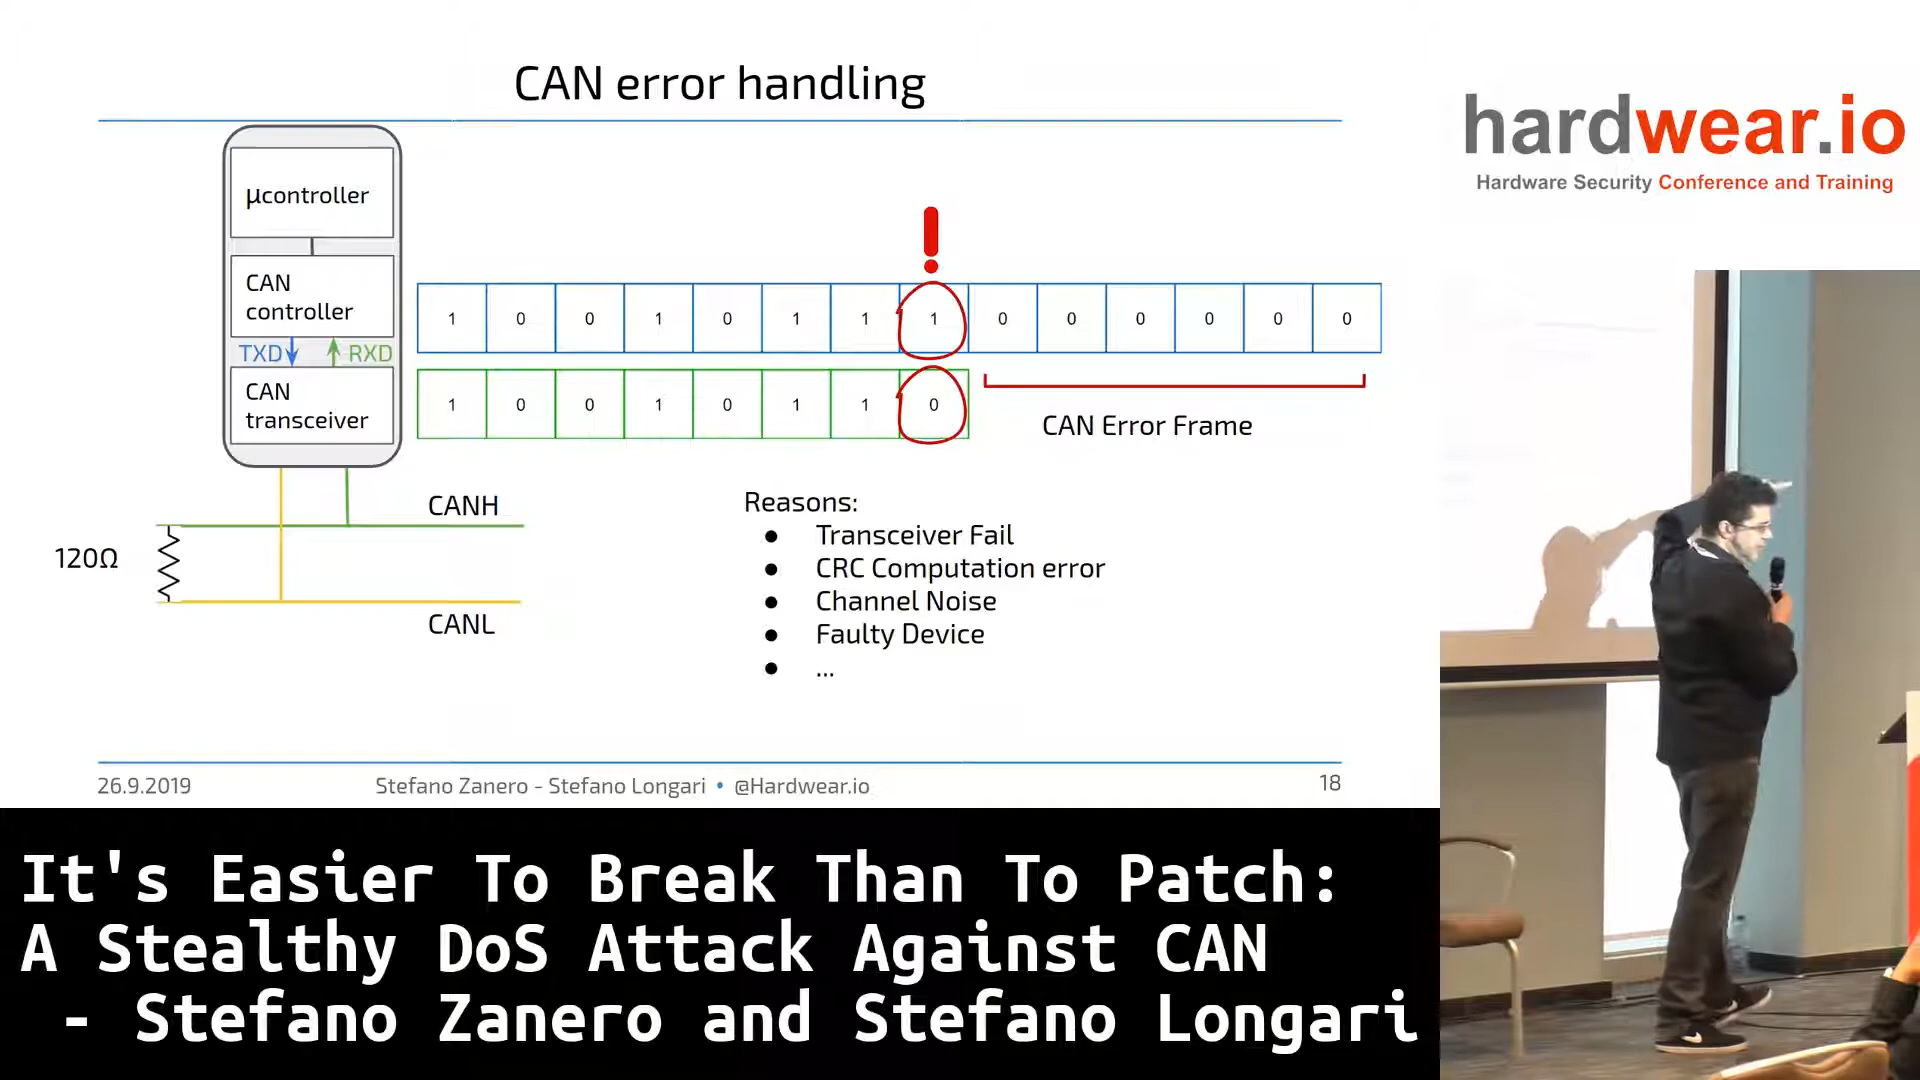 CAN error handling
hardwear.io
Hardware Security Conference and Training
µcontroller
CAN
controller
TXD
RXD
CAN
transceiver
1 0 0 1 0 1 1 1 0 0 0 0 0 0
1 0 0 1 0 1 1 0
CAN Error Frame
CANH
120Ω
CANL
Reasons:
● Transceiver Fail
● CRC Computation error
● Channel Noise
● Faulty Device
● ...
26.9.2019
Stefano Zanero - Stefano Longari • @Hardwear.io
18
It's Easier To Break Than To Patch:
A Stealthy DoS Attack Against CAN
- Stefano Zanero and Stefano Longari